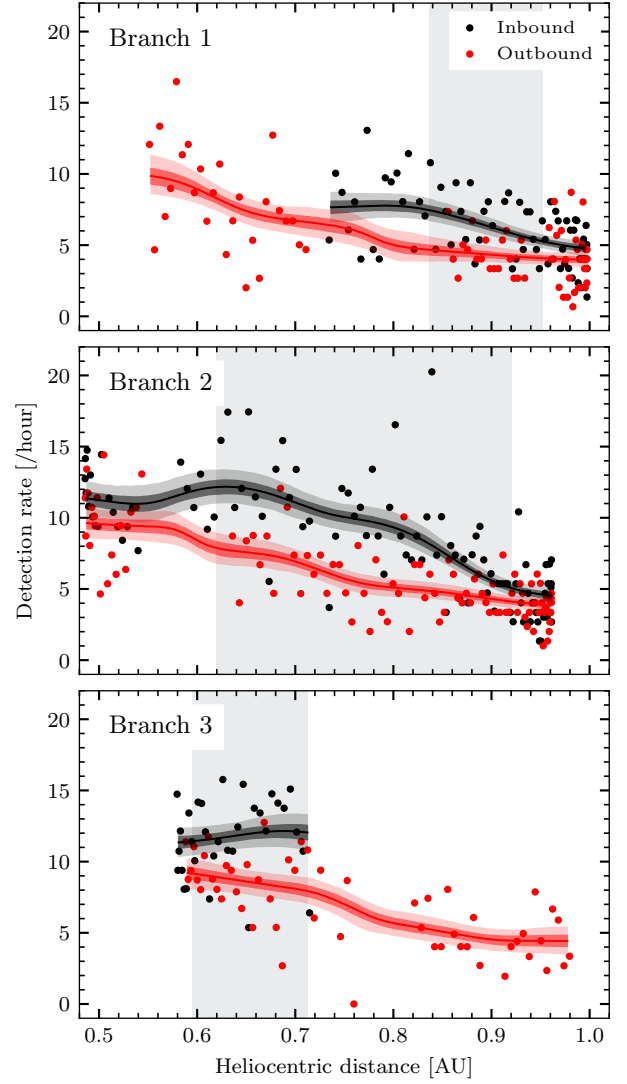 Branch 1
Inbound
Outbound
20
15
10
5
0
Branch 2
20
15
10
5
0
Detection rate [/hour]
Branch 3
20
15
10
5
0
0.5 0.6 0.7 0.8 0.9 1.0
Heliocentric distance [AU]